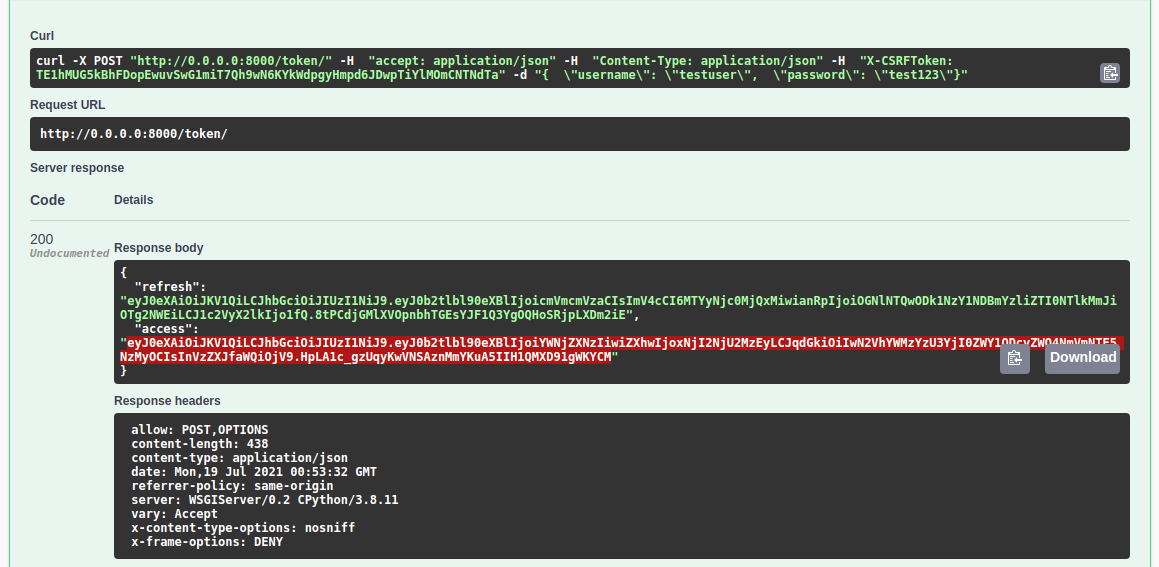 Curl
curl -X POST "http://0.0.0.0:8000/token/" -H  "accept: application/json" -H  "Content-Type: application/json" -H  "X-CSRFToken:
TE1hMUG5kBhFDopEwuvSwG1miT7Qh9wN6KYkWdpgyHmpd6JDwpTiYlMOmCNTNdTa" -d "{  \"username\": \"testuser\",  \"password\": \"test123\"}"
Request URL
http://0.0.0.0:8000/token/
Server response
Code Details
200
Undocumented
Response body
{
"refresh":
"eyJ0eXAiOiJKV1QiLCJhbGciOiJIUzI1NiJ9.eyJ0b2tlbl90eXBlIjoicmVmcmVzaCIsImV4cCI6MTYyNjc0MjQxMiwianRpIjoiOGNlNTQwODk1NzY1NDBmYzliZTI0NTlkMmJi
OTg2NWEiLCJ1c2VyX2lkIjo1fQ.8tPCdjGMlXVOpnbhTGEsYJF1Q3YgOQHoSRjpLXDm2iE",
"access":
NzMyOCIsInVzZXJfaWQiOjV9.HpLA1c_gzUqyKwVNSAznMmYKuA5IIH1QMXD91gWKYCM"
}
Download
Response headers
allow: POST,OPTIONS
content-length: 438
content-type: application/json
date: Mon,19 Jul 2021 00:53:32 GMT
referrer-policy: same-origin
server: WSGIServer/0.2 CPython/3.8.11
vary: Accept
x-content-type-options: nosniff
x-frame-options: DENY